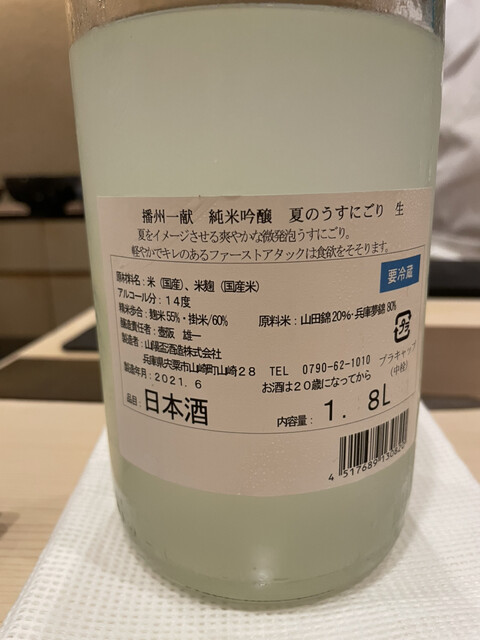 播州一献　純米吟醸　夏のうすにごり　生
夏をイメージさせる爽やかな微発泡うすにごり。
軽やかでキレのあるファーストアタックは食欲をそそります。
原材料名：米（国産）、米麹（国産米）
要冷蔵
アルコール分：１４度
精米歩合：麹米55%・掛米/60%　原料米：山田錦20%・兵庫夢錦 80%
醸造責任者：壺阪　雄一
製造者：山陽盃酒造株式会社
兵庫県宍粟市山崎町山崎２８　TEL 0790-62-1010
プラキャップ
(中栓)
製造年月：2021. 6　お酒は２０歳になってから
品目：日本酒　内容量：１．８L
4 517689 130820